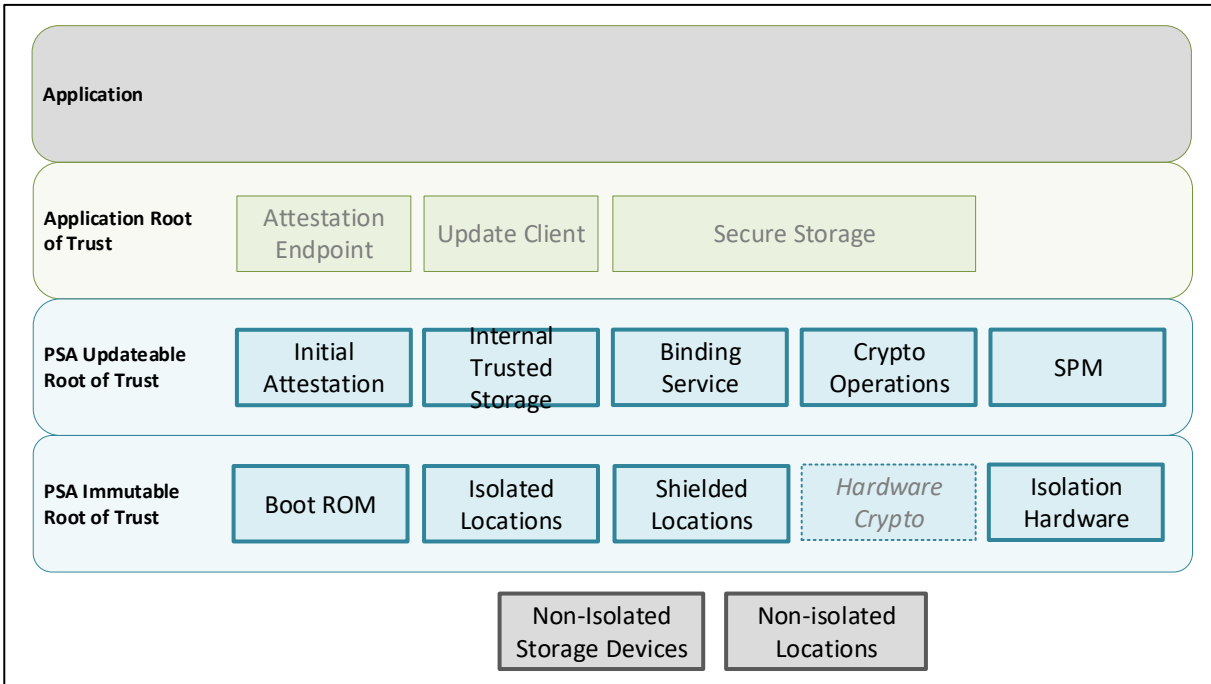 Application
Application Root
of Trust
Attestation
Endpoint
Update Client
Secure Storage
PSA Updateable
Root of Trust
Initial
Attestation
Internal
Trusted
Storage
Binding
Service
Crypto
Operations
SPM
PSA Immutable
Root of Trust
Boot ROM
Isolated
Locations
Shielded
Locations
Hardware
Crypto
Isolation
Hardware
Non-Isolated
Storage Devices
Non-isolated
Locations